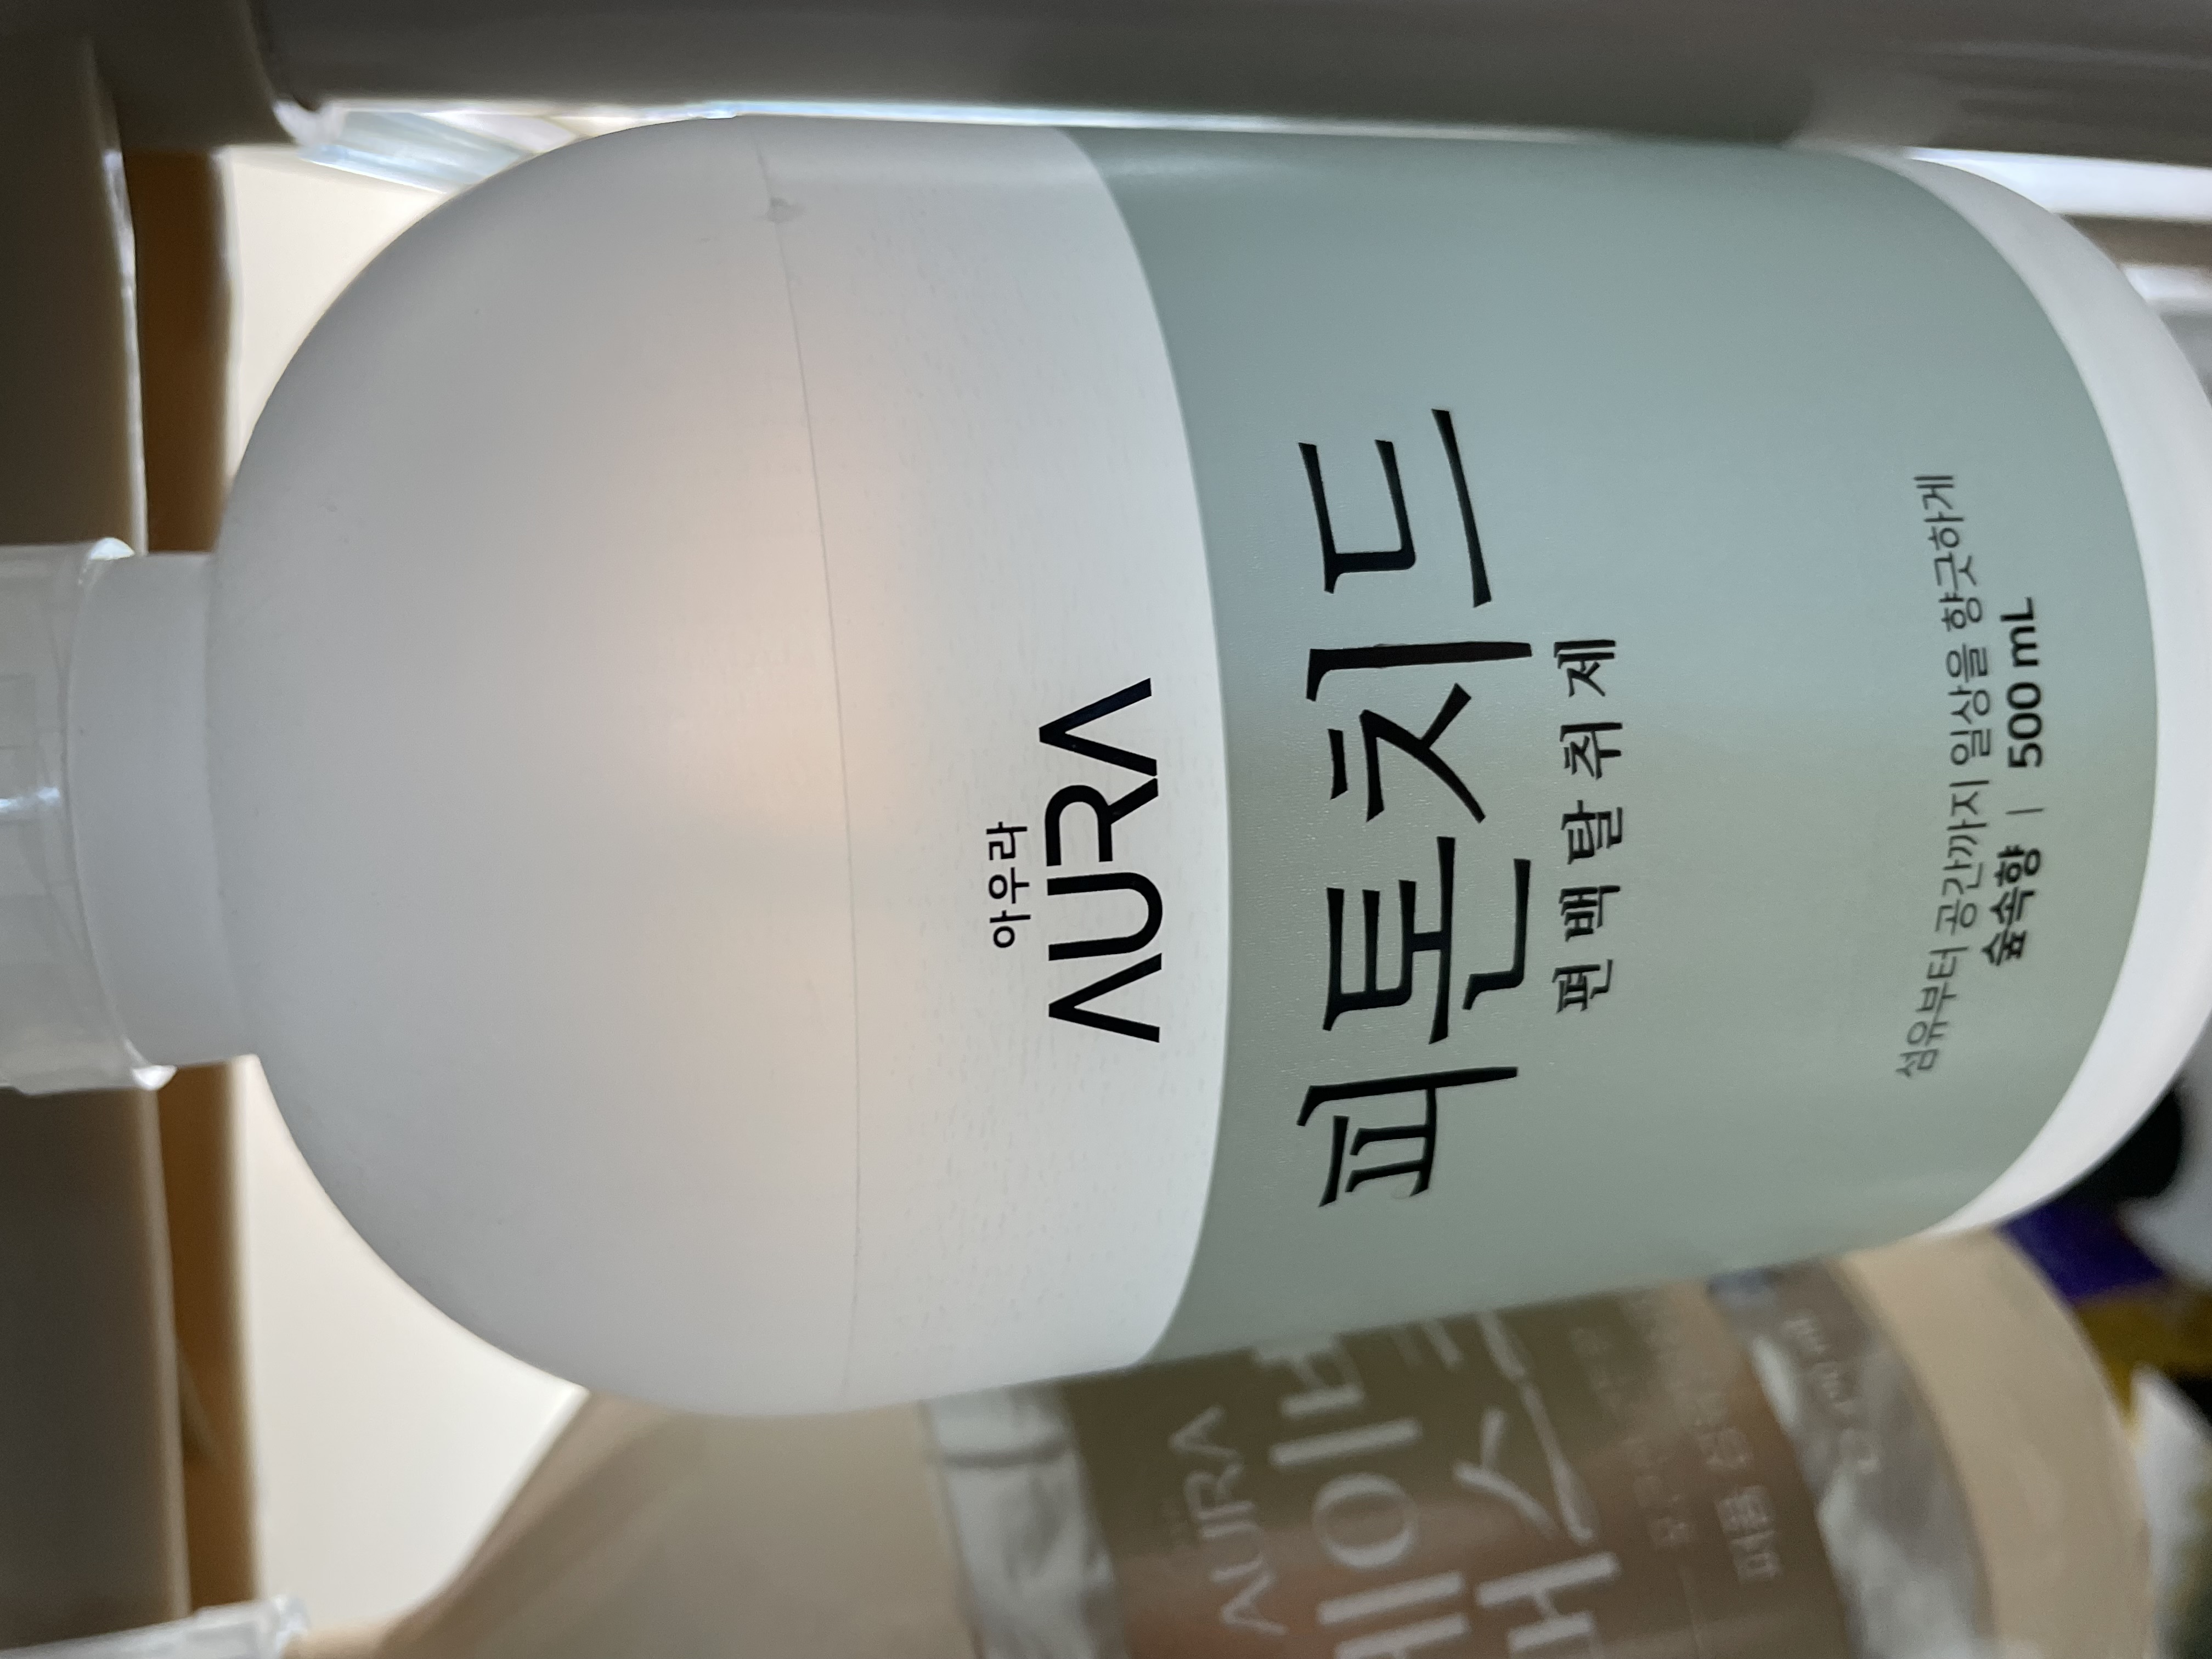 아우라
AURA
피톤치드
편백탈취제
섬유부터 공간까지 일상을 향긋하게
숲속향 | 500 mL
AURA